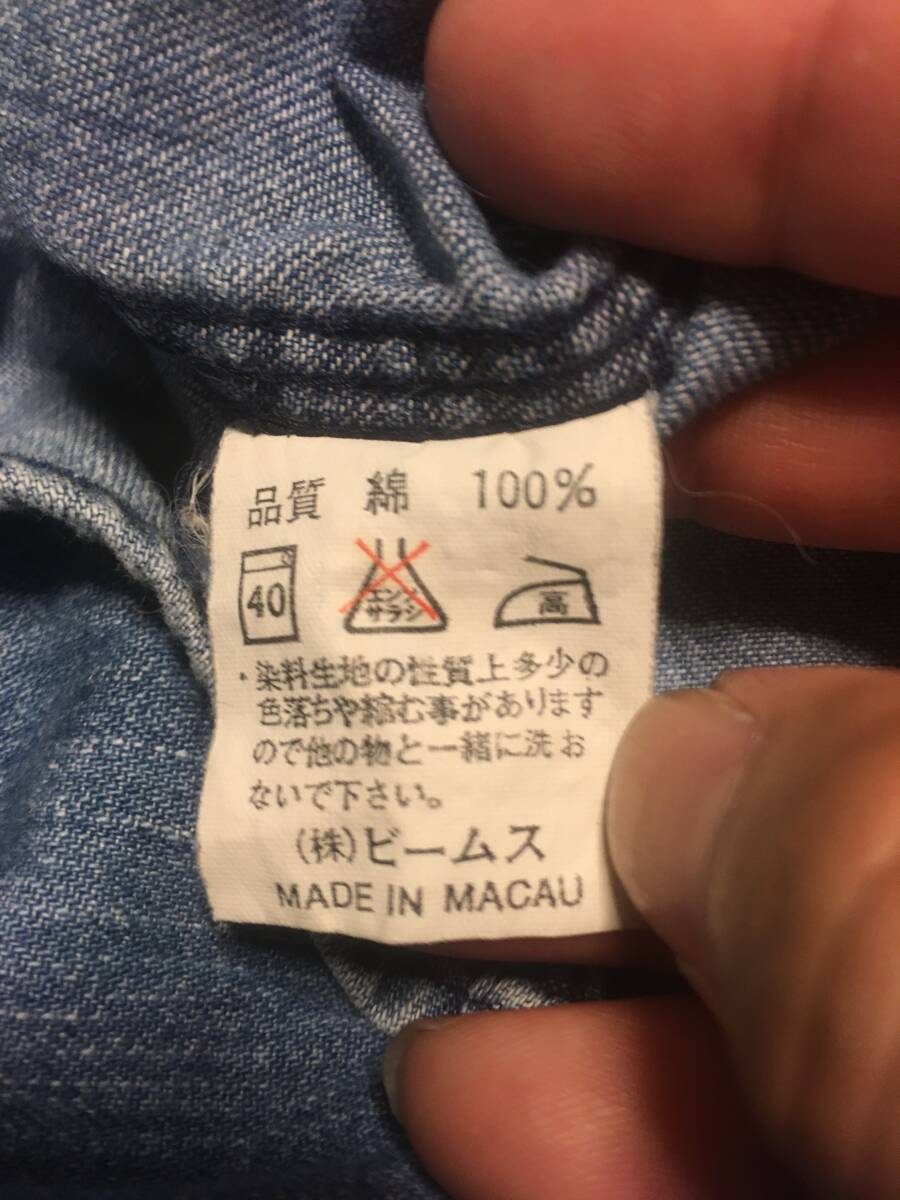 品質 綿 100%
40 エンソ サラシ 高
・染料生地の性質上多少の
色落ちや縮む事があります
ので他の物と一緒に洗お
ないで下さい。
(株)ビームス
MADE IN MACAU